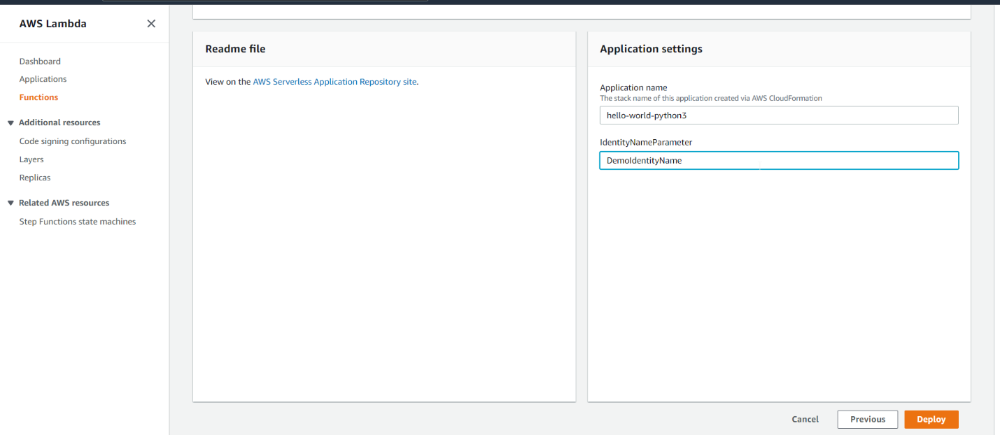 AWS Lambda
Dashboard
Applications
Functions
Additional resources
Code signing configurations
Layers
Replicas
Related AWS resources
Step Functions state machines
Readme file
View on the AWS Serverless Application Repository site.
Application settings
Application name
The stack name of this application created via AWS CloudFormation
hello-world-python3
IdentityNameParameter
DemoIdentityName
Cancel
Previous
Deploy